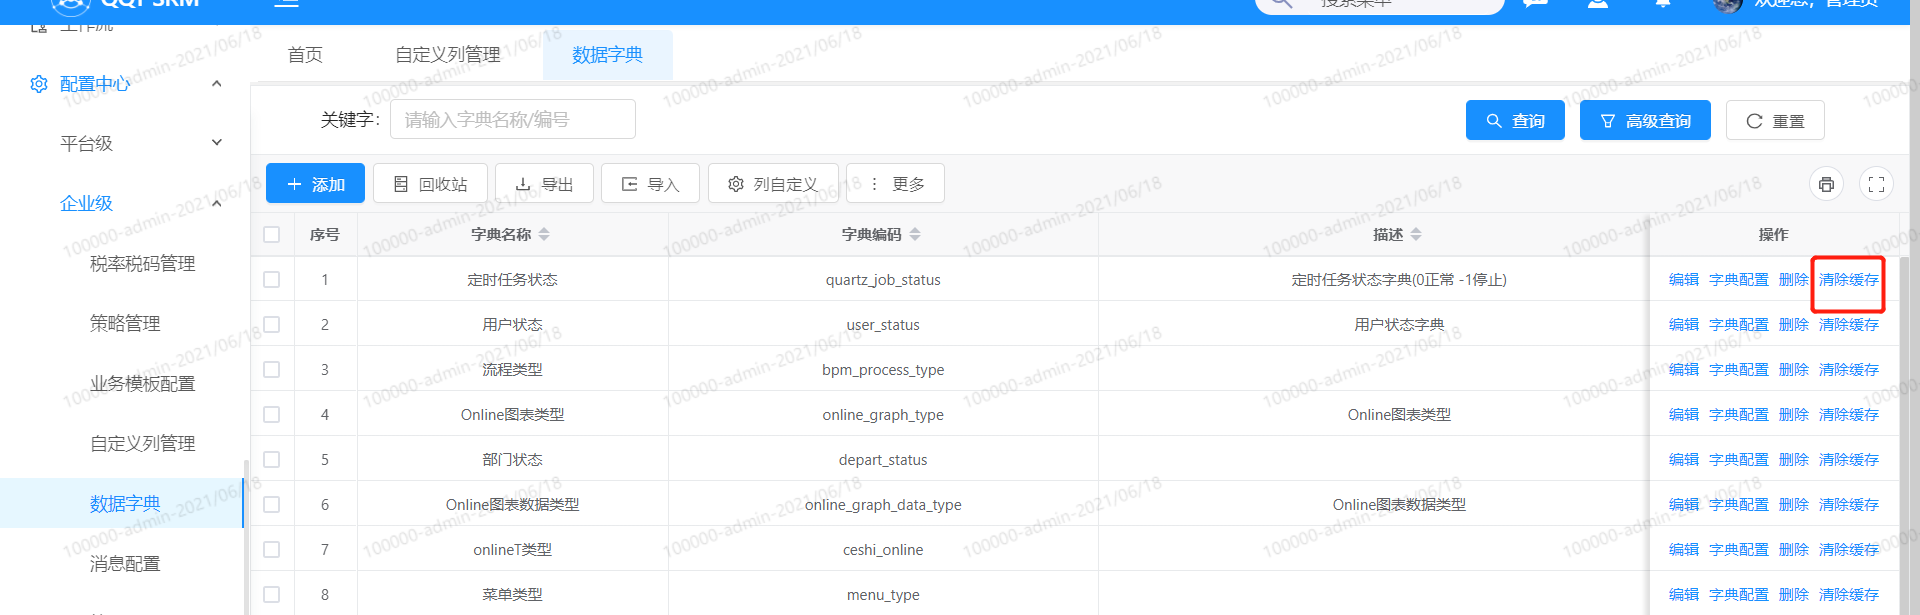 QQT SRM
搜索菜单
欢迎您，管理员
工作流
首页
自定义列管理
数据字典
配置中心
平台级
企业级
税率税码管理
策略管理
业务模板配置
自定义列管理
数据字典
消息配置
关键字：
请输入字典名称/编号
查询
高级查询
重置
添加
回收站
导出
导入
列自定义
更多
序号 字典名称 字典编码 描述 操作
1 定时任务状态 quartz_job_status 定时任务状态字典(0正常 -1停止) 编辑 字典配置 删除 清除缓存
2 用户状态 user_status 用户状态字典 编辑 字典配置 删除 清除缓存
3 流程类型 bpm_process_type 编辑 字典配置 删除 清除缓存
4 Online图表类型 online_graph_type Online图表类型 编辑 字典配置 删除 清除缓存
5 部门状态 depart_status 编辑 字典配置 删除 清除缓存
6 Online图表数据类型 online_graph_data_type Online图表数据类型 编辑 字典配置 删除 清除缓存
7 onlineT类型 ceshi_online 编辑 字典配置 删除 清除缓存
8 菜单类型 menu_type 编辑 字典配置 删除 清除缓存
100000-admin-2021/06/18